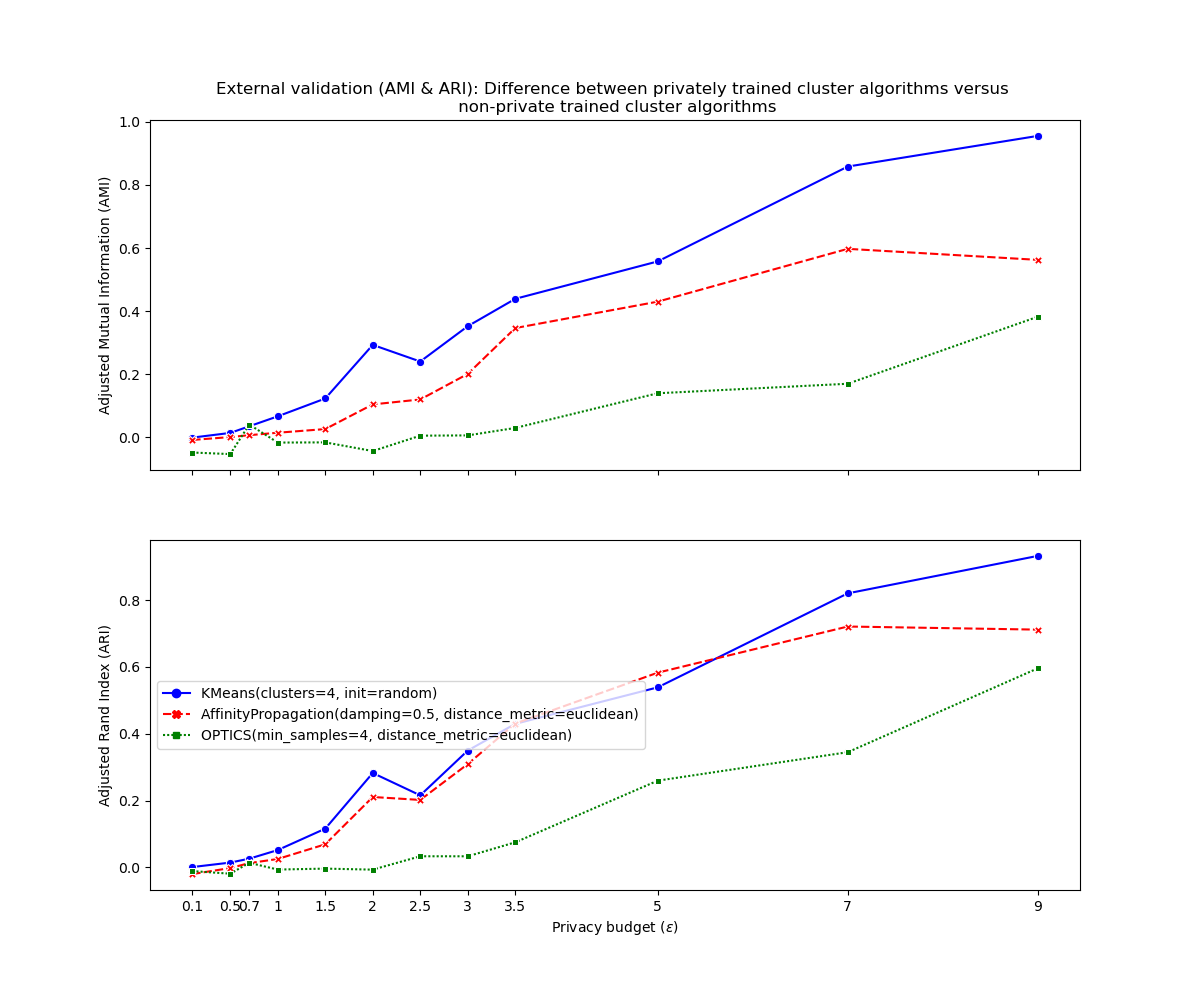 External validation (AMI & ARI): Difference between privately trained cluster algorithms versus
non-private trained cluster algorithms
1.0
0.8
0.6
0.4
0.2
0.0
Adjusted Mutual Information (AMI)
0.8
0.6
0.4
0.2
0.0
Adjusted Rand Index (ARI)
KMeans(clusters=4, init=random)
AffinityPropagation(damping=0.5, distance_metric=euclidean)
OPTICS(min_samples=4, distance_metric=euclidean)
0.1 0.5 0.7 1 1.5 2 2.5 3 3.5 5 7 9
Privacy budget (ε)